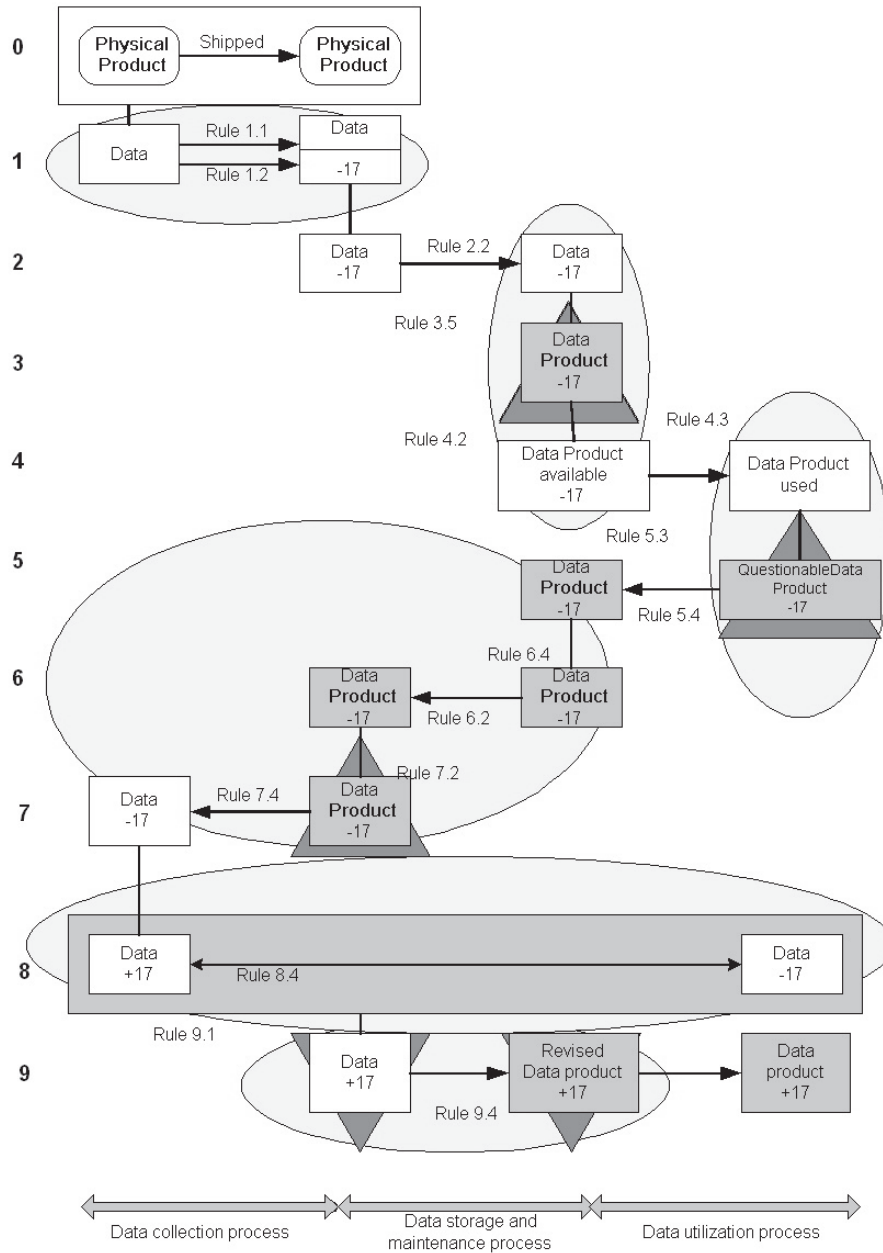 0
Physical
Product
Shipped
Physical
Product
1
Data
Rule 1.1
Rule 1.2
Data
-17
2
Data
-17
Rule 2.2
Data
-17
Rule 3.5
3
Data
Product
-17
Rule 4.2
Rule 4.3
4
Data Product
available
-17
Data Product
used
Rule 5.3
5
Data
Product
-17
Rule 5.4
QuestionableData
Product
-17
Rule 6.4
6
Data
Product
-17
Rule 6.2
Data
Product
-17
Rule 7.2
7
Data
-17
Rule 7.4
Data
Product
-17
8
Data
+17
Rule 8.4
Data
-17
Rule 9.1
9
Data
+17
Rule 9.4
Revised
Data product
+17
Data
product
+17
Data collection process
Data storage and
maintenance process
Data utilization process